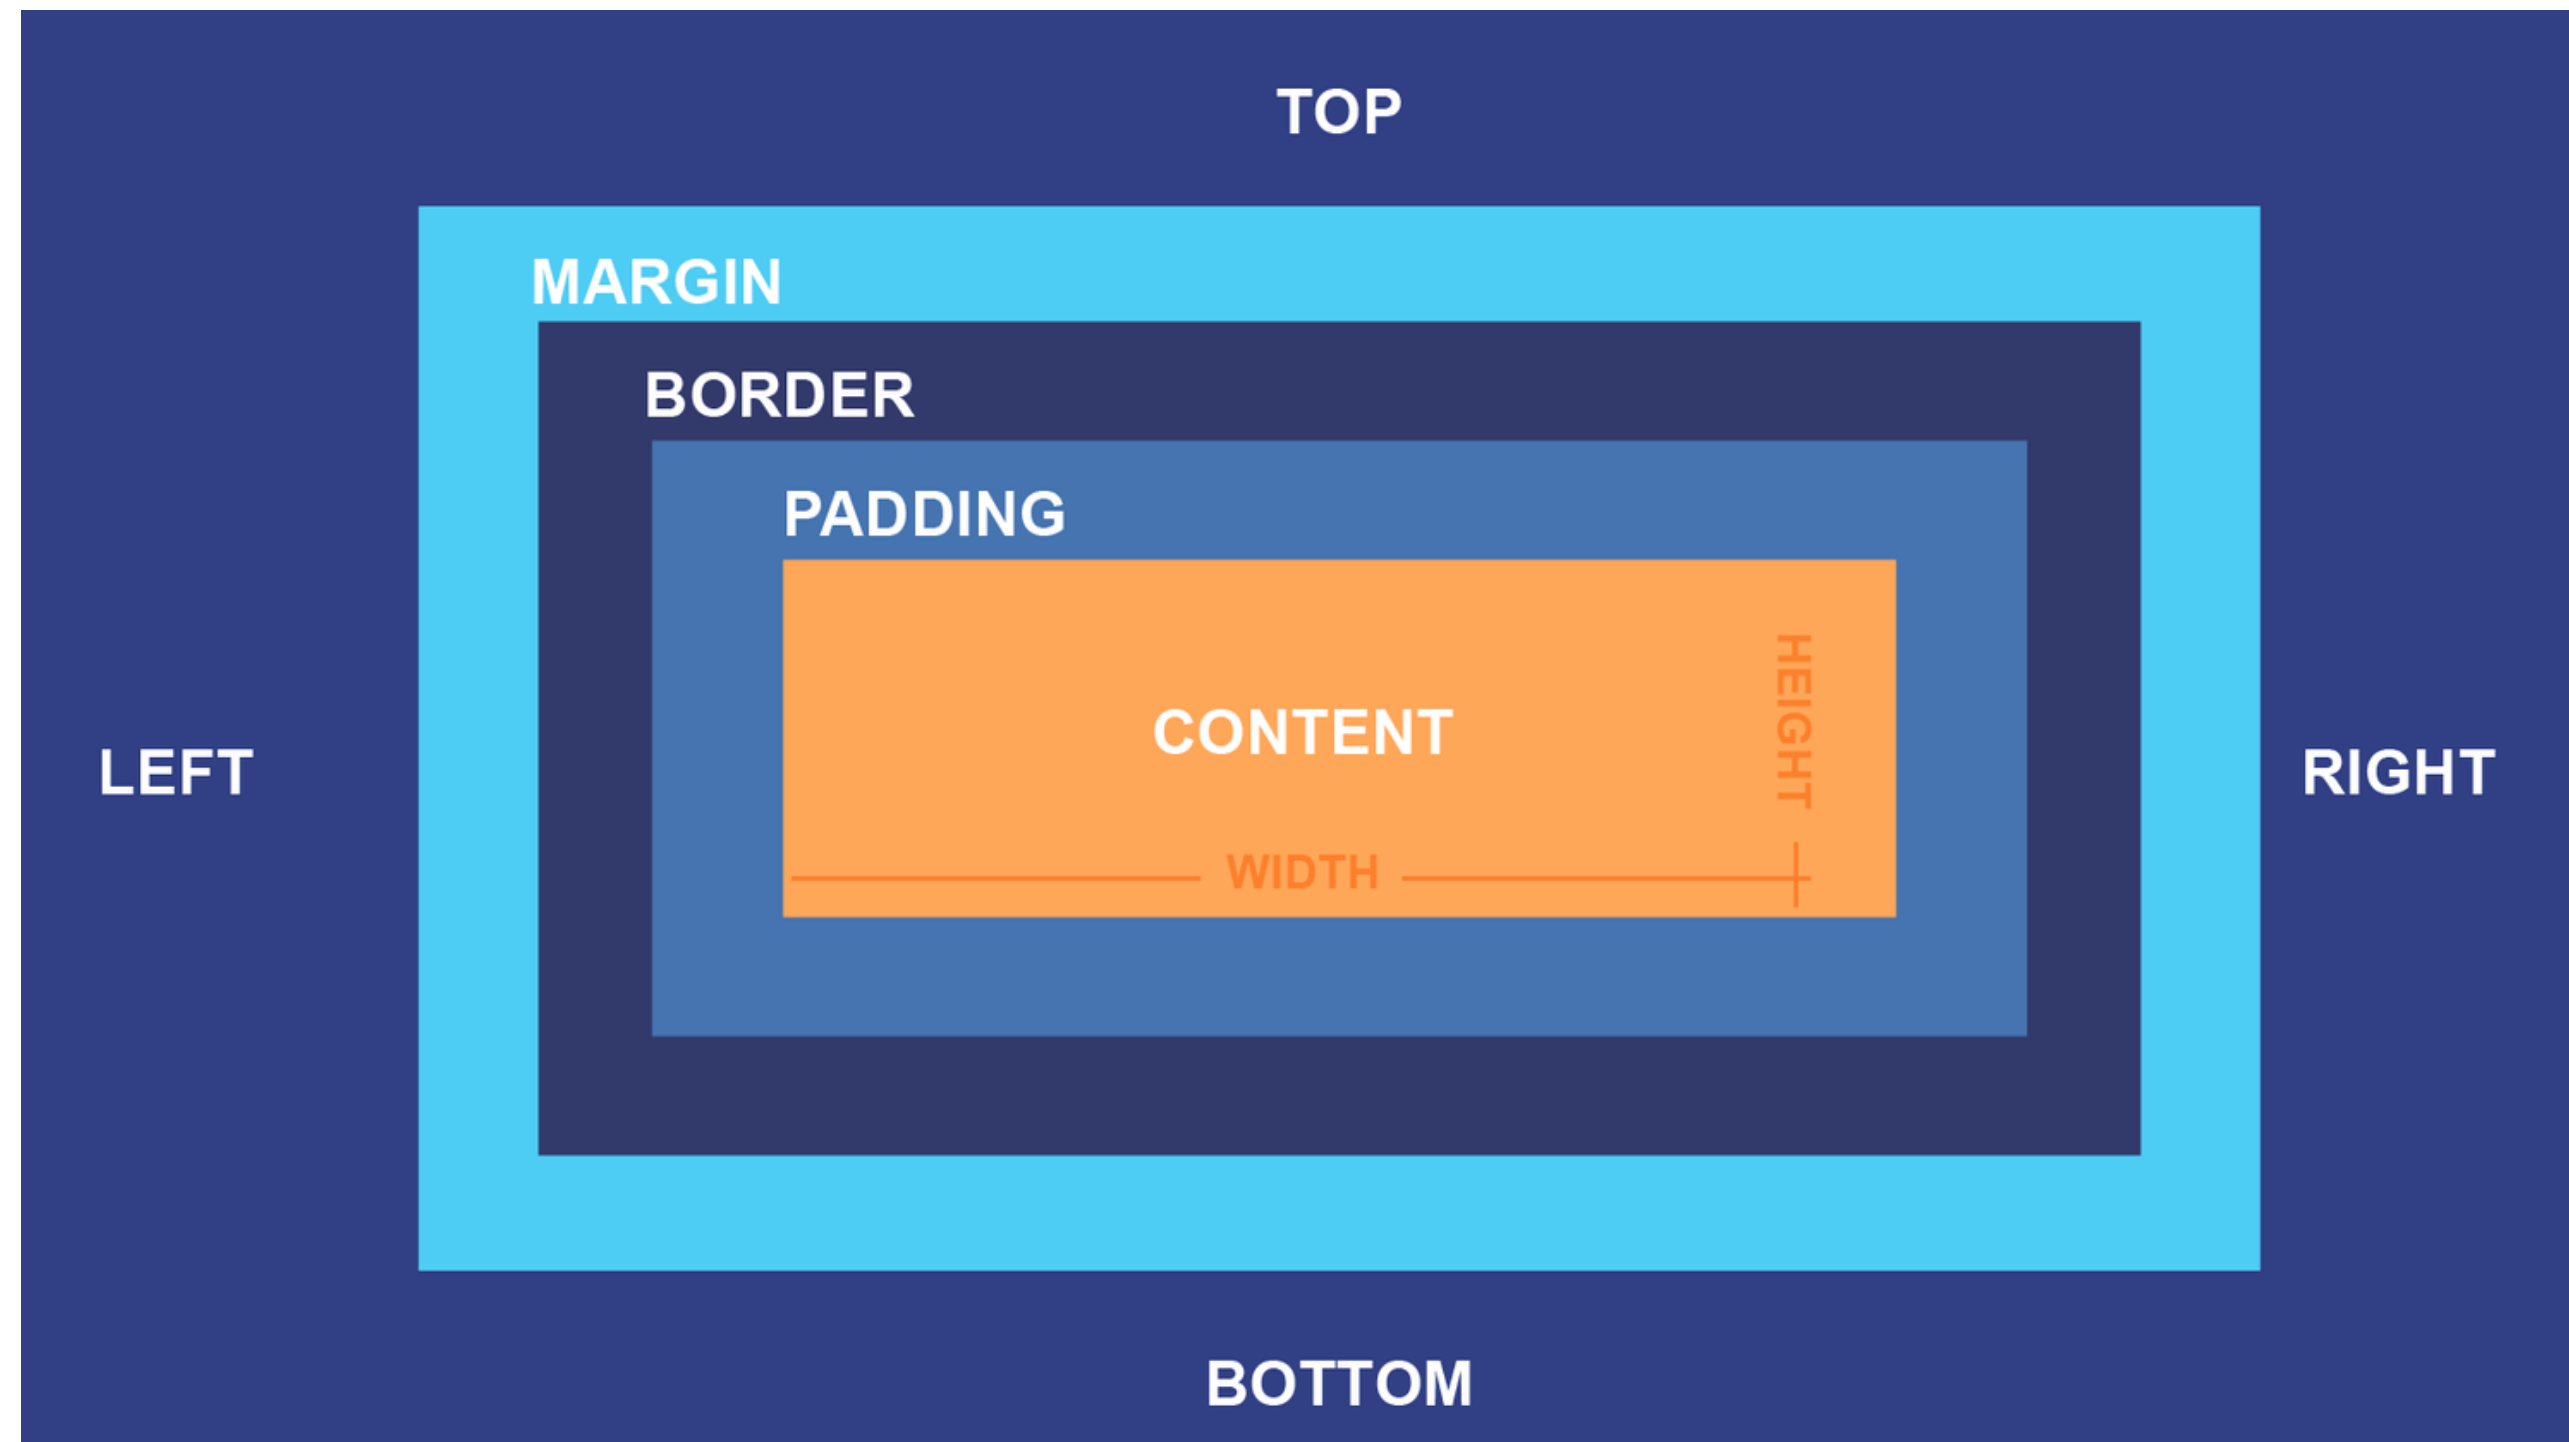 TOP
MARGIN
BORDER
PADDING
HEIGHT
CONTENT
LEFT
RIGHT
WIDTH
BOTTOM